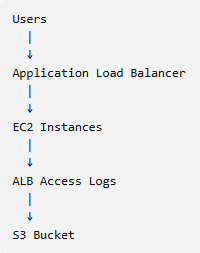 Users
|
↓
Application Load Balancer
|
↓
EC2 Instances
|
↓
ALB Access Logs
|
↓
S3 Bucket